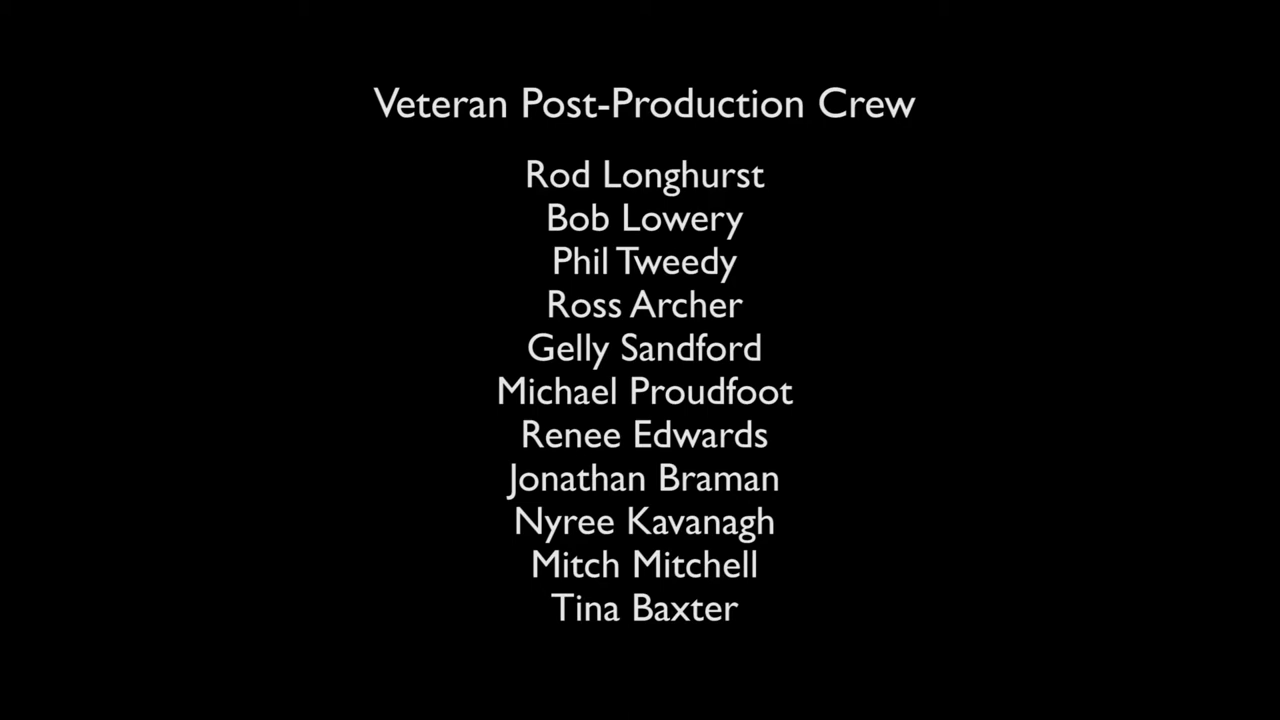 Veteran Post-Production Crew
Rod Longhurst
Bob Lowery
Phil Tweedy
Ross Archer
Gelly Sandford
Michael Proudfoot
Renee Edwards
Jonathan Braman
Nyree Kavanagh
Mitch Mitchell
Tina Baxter